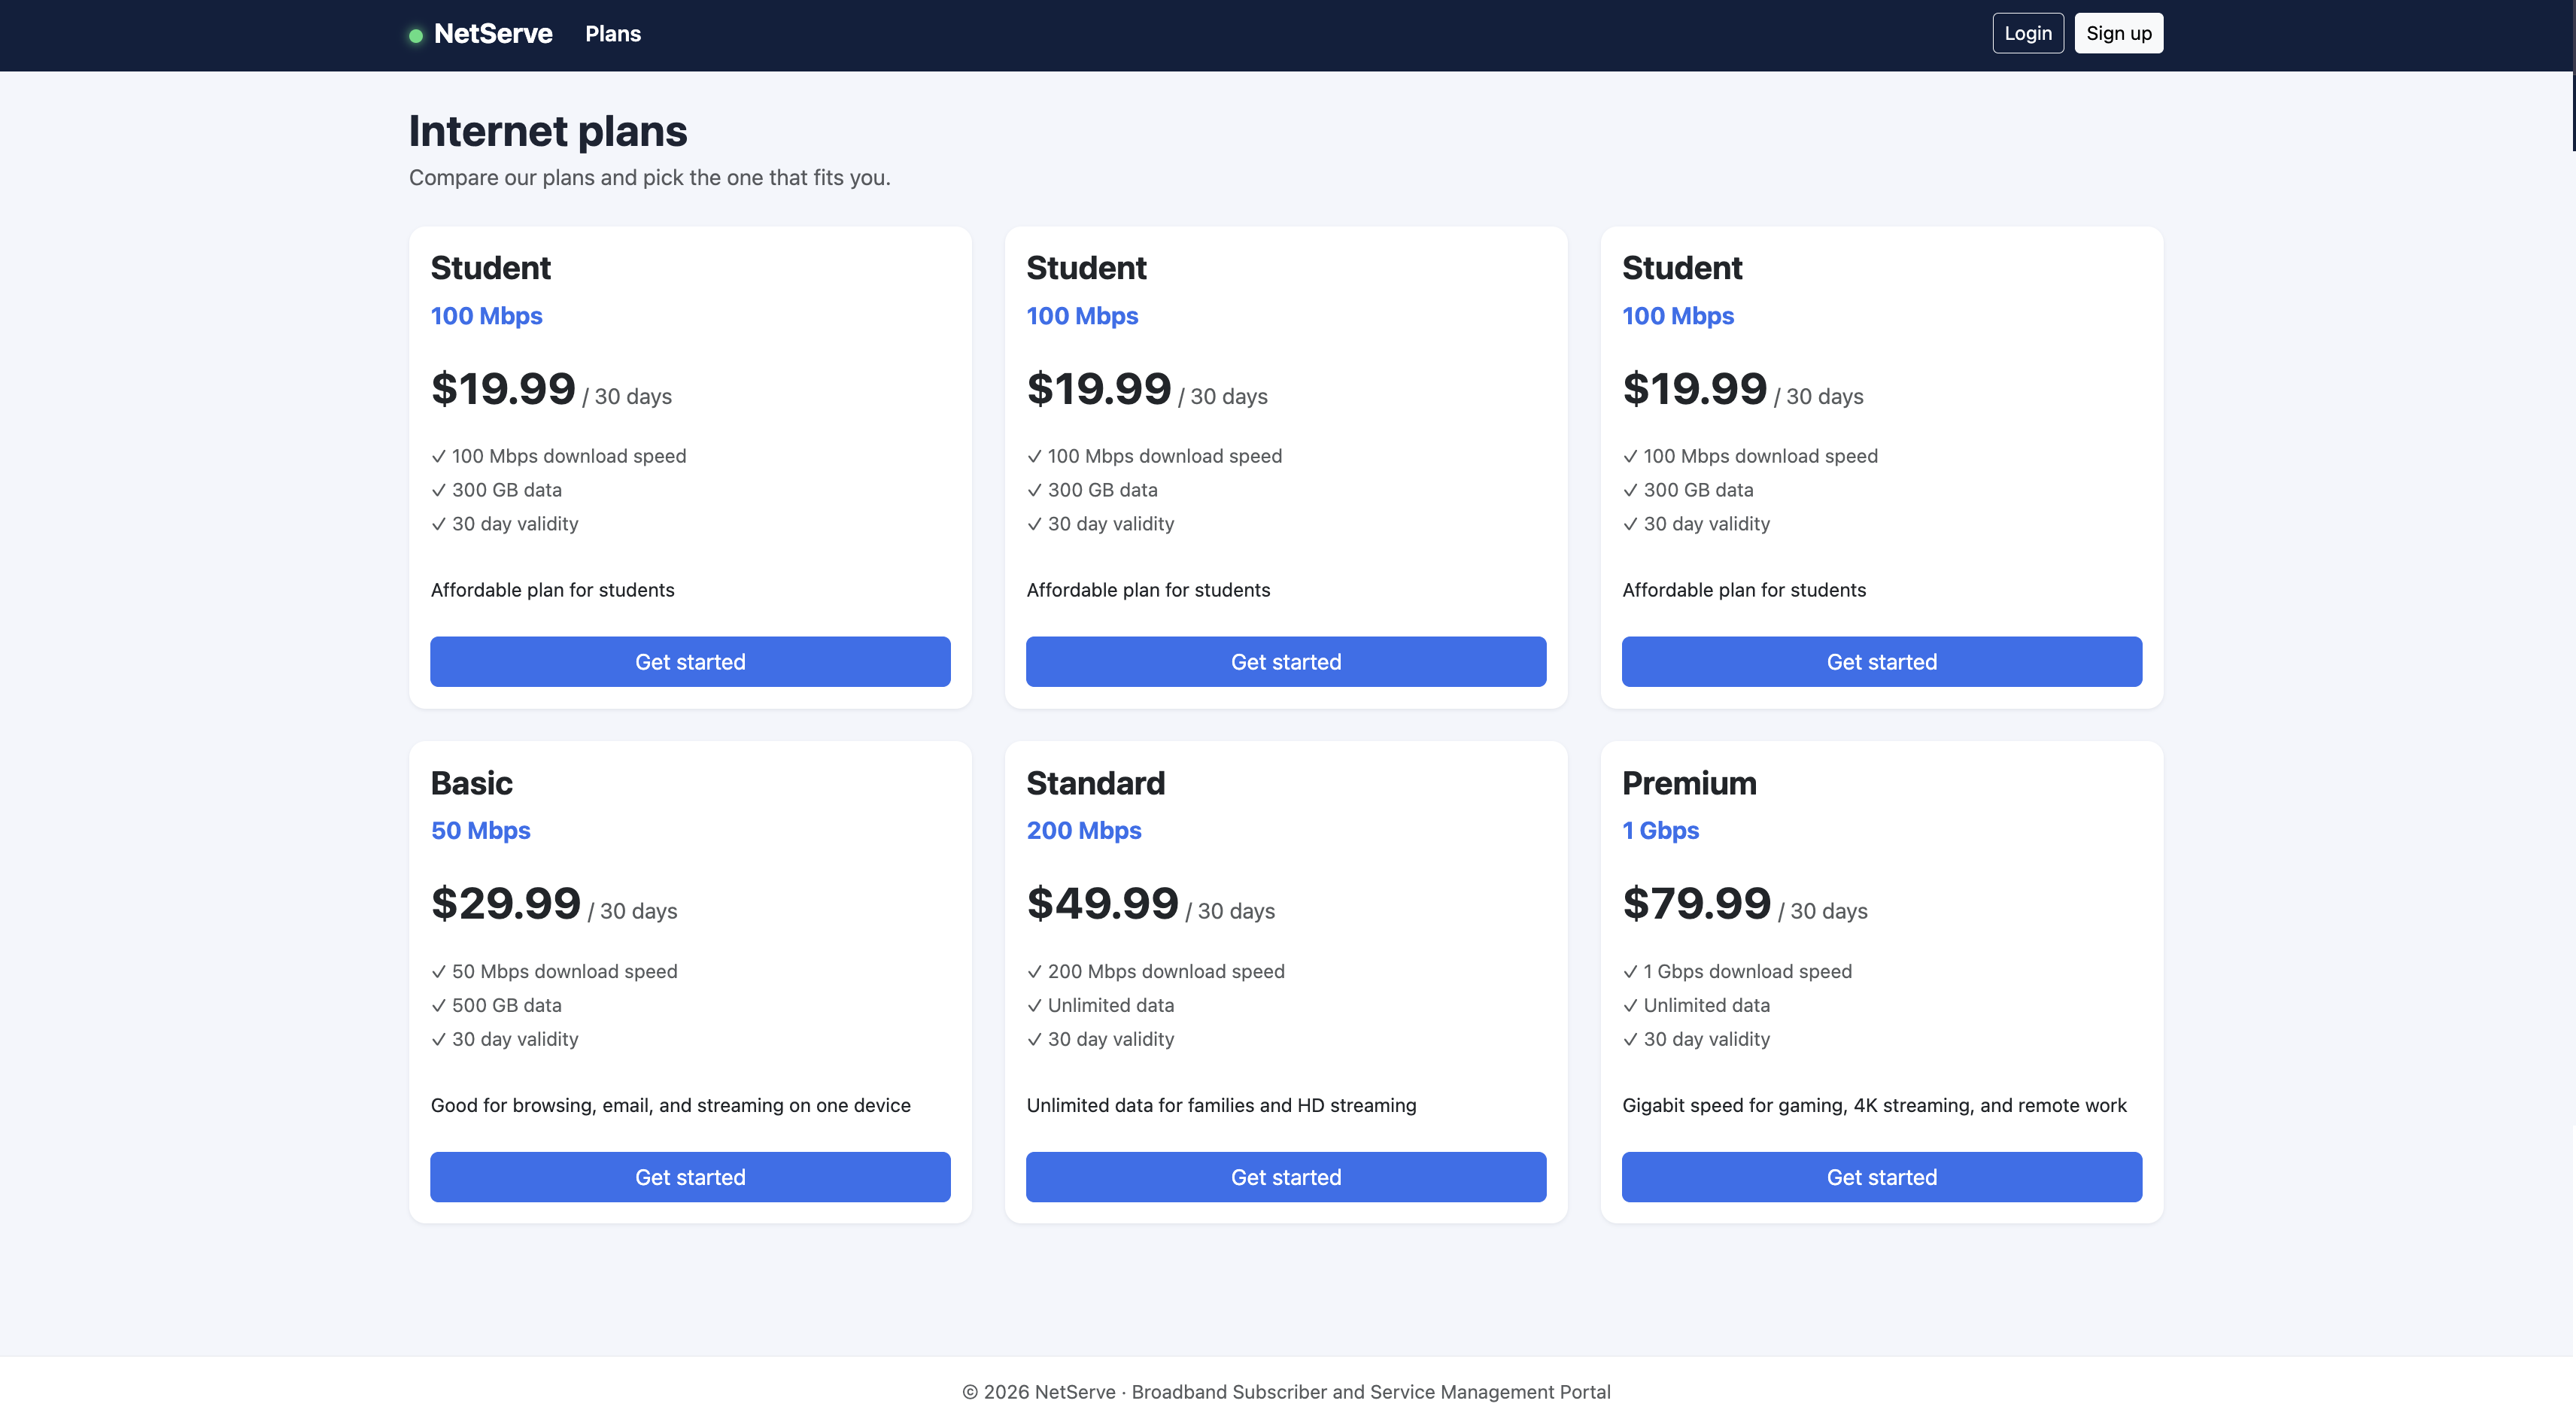 NetServe
Plans
Login
Sign up
Internet plans
Compare our plans and pick the one that fits you.
Student
100 Mbps
$19.99 / 30 days
✓ 100 Mbps download speed
✓ 300 GB data
✓ 30 day validity
Affordable plan for students
Get started
Student
100 Mbps
$19.99 / 30 days
✓ 100 Mbps download speed
✓ 300 GB data
✓ 30 day validity
Affordable plan for students
Get started
Student
100 Mbps
$19.99 / 30 days
✓ 100 Mbps download speed
✓ 300 GB data
✓ 30 day validity
Affordable plan for students
Get started
Basic
50 Mbps
$29.99 / 30 days
✓ 50 Mbps download speed
✓ 500 GB data
✓ 30 day validity
Good for browsing, email, and streaming on one device
Get started
Standard
200 Mbps
$49.99 / 30 days
✓ 200 Mbps download speed
✓ Unlimited data
✓ 30 day validity
Unlimited data for families and HD streaming
Get started
Premium
1 Gbps
$79.99 / 30 days
✓ 1 Gbps download speed
✓ Unlimited data
✓ 30 day validity
Gigabit speed for gaming, 4K streaming, and remote work
Get started
© 2026 NetServe · Broadband Subscriber and Service Management Portal